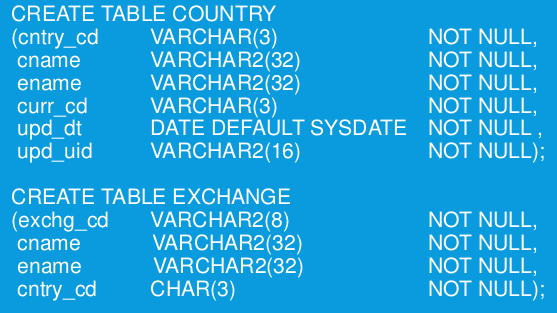 CREATE TABLE COUNTRY
(cntry_cd VARCHAR(3) NOT NULL,
cname VARCHAR2(32) NOT NULL,
ename VARCHAR2(32) NOT NULL,
curr_cd VARCHAR(3) NOT NULL,
upd_dt DATE DEFAULT SYSDATE NOT NULL ,
upd_uid VARCHAR2(16) NOT NULL);
CREATE TABLE EXCHANGE
(exchg_cd VARCHAR2(8) NOT NULL,
cname VARCHAR2(32) NOT NULL,
ename VARCHAR2(32) NOT NULL,
cntry_cd CHAR(3) NOT NULL);